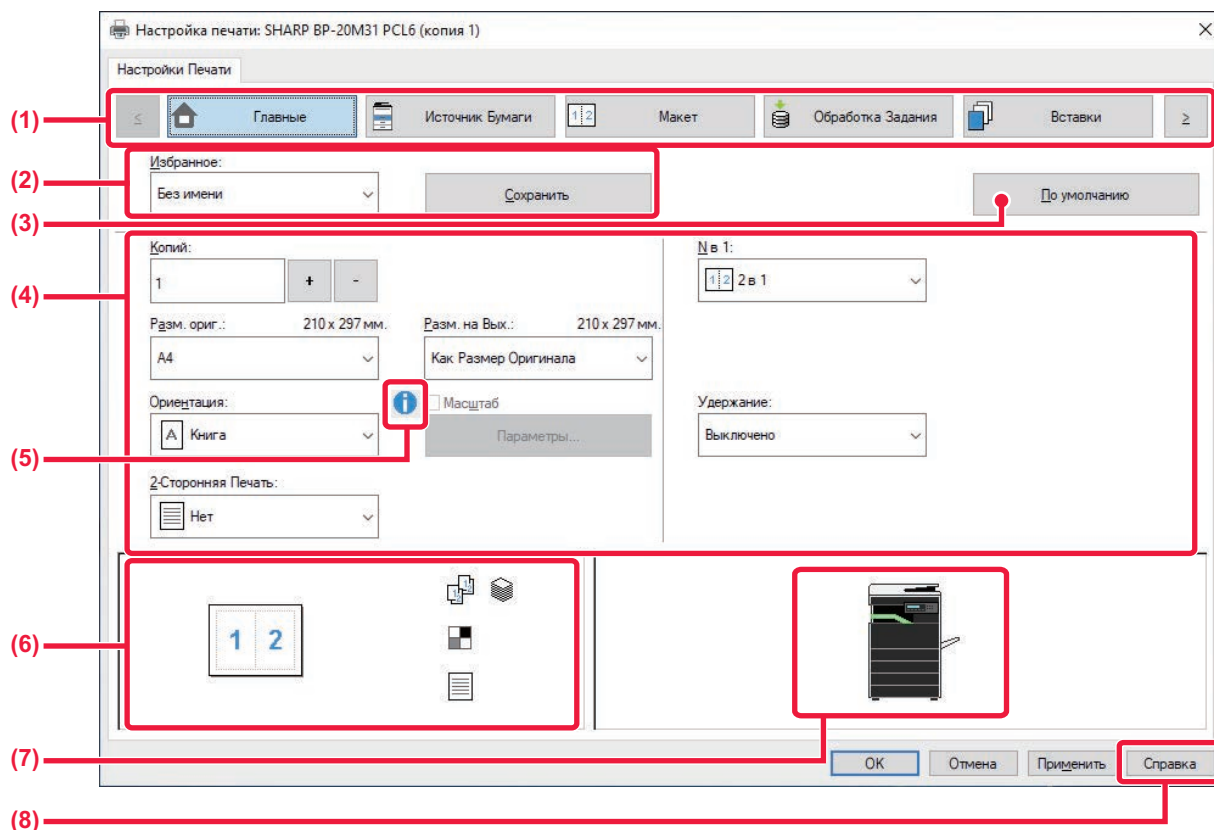 Настройка печати: SHARP BP-20M31 PCL6 (копия 1)
Настройки Печати
(1)
< Главные Источник Бумаги 1 2 Макет Обработка Задания Вставки >
(2)
Избранное:
Без имени Сохранить
По умолчанию
(3)
(4)
Копий: N в 1:
1 + - 1 2 2 в 1
Разм. ориг.: 210 x 297 мм. Разм. на Вых.: 210 x 297 мм.
A4 Как Размер Оригинала
Ориентация: i Масштаб Удержание:
A Книга Параметры... Выключено
(5)
2-Сторонняя Печать:
Нет
(6)
1 2
(7)
OK Отмена Применить Справка
(8)